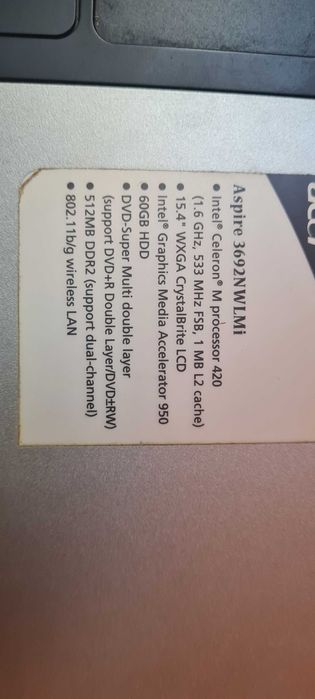 acer
Aspire 3692NWLMi
• Intel® Celeron® M processor 420
(1.6 GHz, 533 MHz FSB, 1 MB L2 cache)
• 15.4" WXGA CrystalBrite LCD
• Intel® Graphics Media Accelerator 950
• 60GB HDD
• DVD-Super Multi double layer
(support DVD+R Double Layer/DVD±RW)
• 512MB DDR2 (support dual-channel)
• 802.11b/g wireless LAN